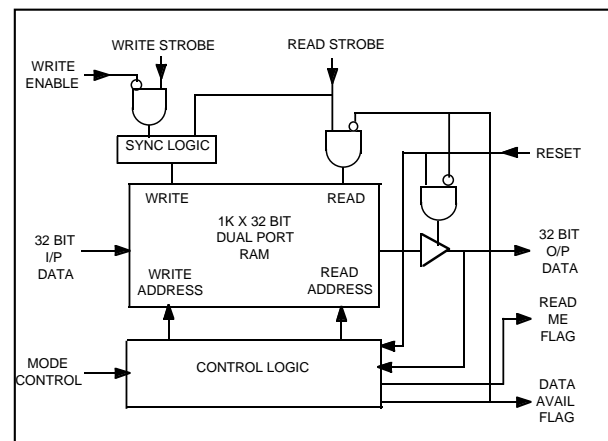 WRITE STROBE
READ STROBE
WRITE
ENABLE
SYNC LOGIC
RESET
WRITE
READ
1K X 32 BIT
DUAL PORT
RAM
32 BIT
I/P
DATA
32 BIT
O/P
DATA
WRITE
ADDRESS
READ
ADDRESS
READ
ME
FLAG
MODE
CONTROL
CONTROL LOGIC
DATA
AVAIL
FLAG